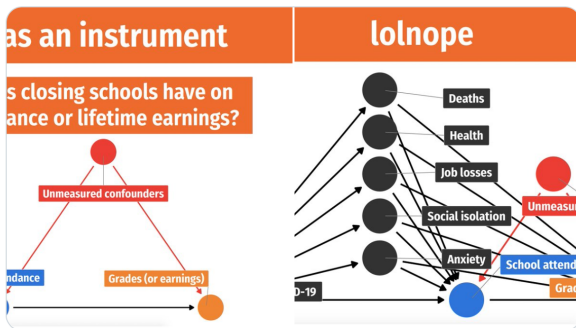 as an instrument
s closing schools have on
ance or lifetime earnings?
Unmeasured confounders
ndance
Grades (or earnings)
lolnope
Deaths
Health
Job losses
Social isolation
Anxiety
Unmeasur
School attend
D-19
Grad